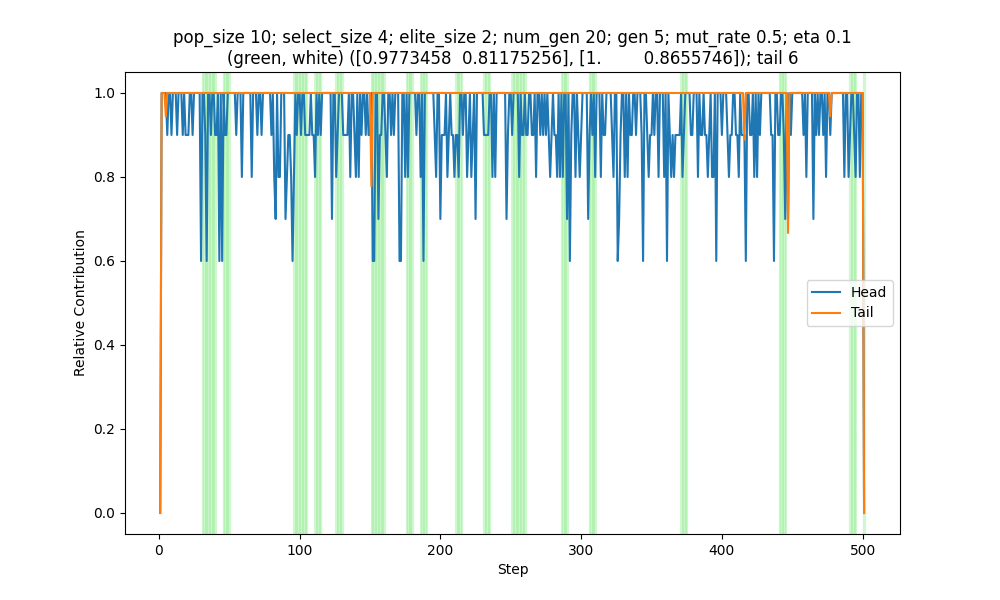 pop_size 10; select_size 4; elite_size 2; num_gen 20; gen 5; mut_rate 0.5; eta 0.1
(green, white) ([0.9773458 0.81175256], [1. 0.8655746]); tail 6
1.0
0.8
0.6
0.4
0.2
0.0
Relative Contribution
Head
Tail
0 100 200 300 400 500
Step